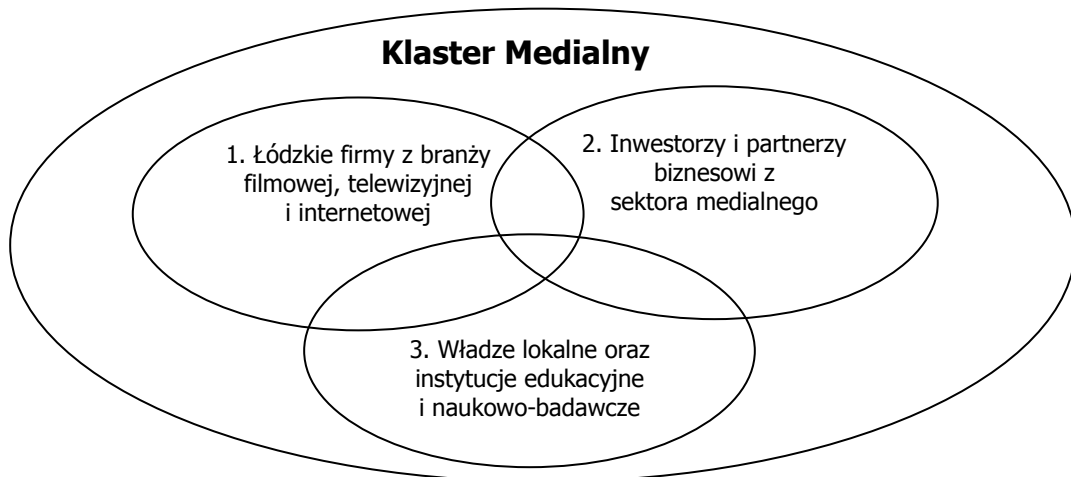 Klaster Medialny
1. Łódzkie firmy z branży
filmowej, telewizyjnej
i internetowej
2. Inwestorzy i partnerzy
biznesowi z
sektora medialnego
3. Władze lokalne oraz
instytucje edukacyjne
i naukowo-badawcze